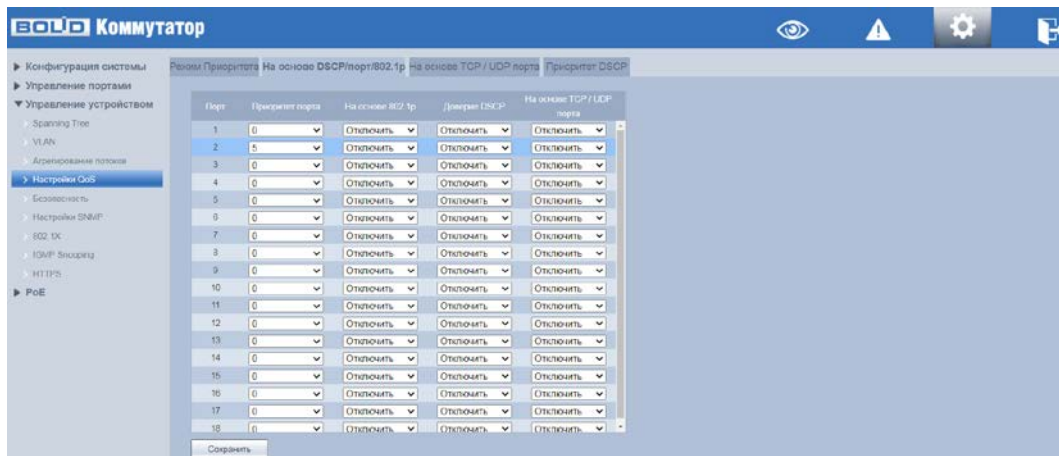 BOLID Коммутатор
Конфигурация системы
Управление портами
Управление устройством
Spanning Tree
VLAN
Агрегирование потоков
Настройки QoS
Безопасность
Настройки SNMP
802.1X
IGMP Snooping
HTTPS
PoE
Режим Приоритета На основе DSCP/порт/802.1p На основе TCP / UDP порта Приоритет DSCP
Порт Приоритет порта На основе 802.1p Доверие DSCP На основе TCP / UDP порта
1 0 Отключить Отключить Отключить
2 5 Отключить Отключить Отключить
3 0 Отключить Отключить Отключить
4 0 Отключить Отключить Отключить
5 0 Отключить Отключить Отключить
6 0 Отключить Отключить Отключить
7 0 Отключить Отключить Отключить
8 0 Отключить Отключить Отключить
9 0 Отключить Отключить Отключить
10 0 Отключить Отключить Отключить
11 0 Отключить Отключить Отключить
12 0 Отключить Отключить Отключить
13 0 Отключить Отключить Отключить
14 0 Отключить Отключить Отключить
15 0 Отключить Отключить Отключить
16 0 Отключить Отключить Отключить
17 0 Отключить Отключить Отключить
18 0 Отключить Отключить Отключить
Сохранить